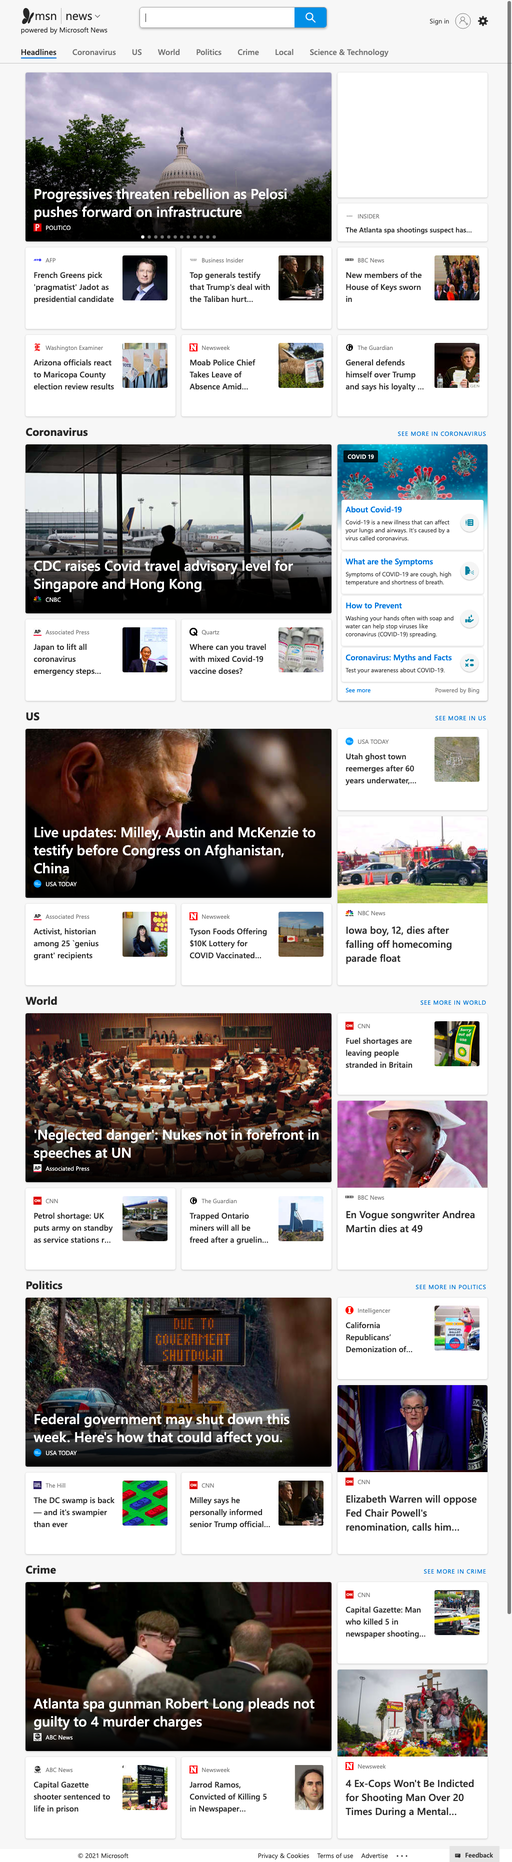 msn | news
powered by Microsoft News
Sign in
Headlines Coronavirus US World Politics Crime Local Science & Technology
Progressives threaten rebellion as Pelosi
pushes forward on infrastructure
POLITICO
INSIDER
The Atlanta spa shootings suspect has...
AFP
French Greens pick
'pragmatist' Jadot as
presidential candidate
Business Insider
Top generals testify
that Trump's deal with
the Taliban hurt...
BBC News
New members of the
House of Keys sworn
in
Washington Examiner
Arizona officials react
to Maricopa County
election review results
Newsweek
Moab Police Chief
Takes Leave of
Absence Amid...
The Guardian
General defends
himself over Trump
and says his loyalty ...
Coronavirus
SEE MORE IN CORONAVIRUS
CDC raises Covid travel advisory level for
Singapore and Hong Kong
CNBC
COVID 19
About Covid-19
Covid-19 is a new illness that can affect
your lungs and airways. It's caused by a
virus called coronavirus.
What are the Symptoms
Symptoms of COVID-19 are cough, high
temperature and shortness of breath.
How to Prevent
Washing your hands often with soap and
water can help stop viruses like
coronavirus (COVID-19) spreading.
Coronavirus: Myths and Facts
Test your awareness about COVID-19.
See more
Powered by Bing
Associated Press
Japan to lift all
coronavirus
emergency steps...
Quartz
Where can you travel
with mixed Covid-19
vaccine doses?
US
SEE MORE IN US
Live updates: Milley, Austin and McKenzie to
testify before Congress on Afghanistan,
China
USA TODAY
USA TODAY
Utah ghost town
reemerges after 60
years underwater,...
NBC News
Iowa boy, 12, dies after
falling off homecoming
parade float
Associated Press
Activist, historian
among 25 'genius
grant' recipients
Newsweek
Tyson Foods Offering
$10K Lottery for
COVID Vaccinated...
World
SEE MORE IN WORLD
'Neglected danger': Nukes not in forefront in
speeches at UN
Associated Press
CNN
Fuel shortages are
leaving people
stranded in Britain
BBC News
En Vogue songwriter Andrea
Martin dies at 49
CNN
Petrol shortage: UK
puts army on standby
as service stations r...
The Guardian
Trapped Ontario
miners will all be
freed after a gruelin...
Politics
SEE MORE IN POLITICS
DUE TO
GOVERNMENT
SHUTDOWN
Federal government may shut down this
week. Here's how that could affect you.
USA TODAY
Intelligencer
California
Republicans'
Demonization of...
CNN
Elizabeth Warren will oppose
Fed Chair Powell's
renomination, calls him...
The Hill
The DC swamp is back
— and it's swampier
than ever
CNN
Milley says he
personally informed
senior Trump official...
Crime
SEE MORE IN CRIME
Atlanta spa gunman Robert Long pleads not
guilty to 4 murder charges
ABC News
CNN
Capital Gazette: Man
who killed 5 in
newspaper shooting...
Newsweek
4 Ex-Cops Won't Be Indicted
for Shooting Man Over 20
Times During a Mental...
ABC News
Capital Gazette
shooter sentenced to
life in prison
Newsweek
Jarrod Ramos,
Convicted of Killing 5
in Newspaper...
© 2021 Microsoft
Privacy & Cookies Terms of use Advertise ...
Feedback